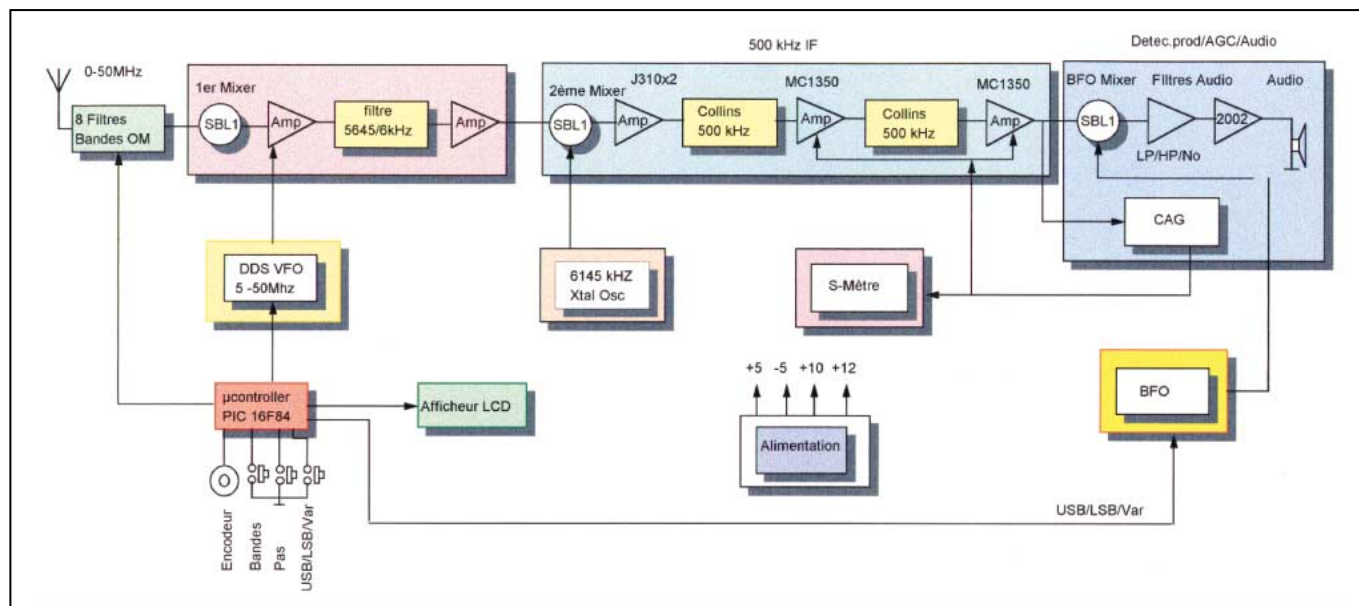 500 kHz IF
Detec.prod/AGC/Audio
0-50MHz
8 Filtres
Bandes OM
1er Mixer
SBL1
Amp
filtre
5645/6kHz
Amp
2ème Mixer
SBL1
J310x2
Amp
Collins
500 kHz
MC1350
Amp
Collins
500 kHz
MC1350
Amp
BFO Mixer
SBL1
FIltres Audio
LP/HP/No
Audio
2002
CAG
DDS VFO
5 -50Mhz
6145 kHZ
Xtal Osc
S-Mètre
µcontroller
PIC 16F84
Afficheur LCD
+5 -5 +10 +12
Alimentation
BFO
USB/LSB/Var
Encodeur
Bandes
Pas
USB/LSB/Var